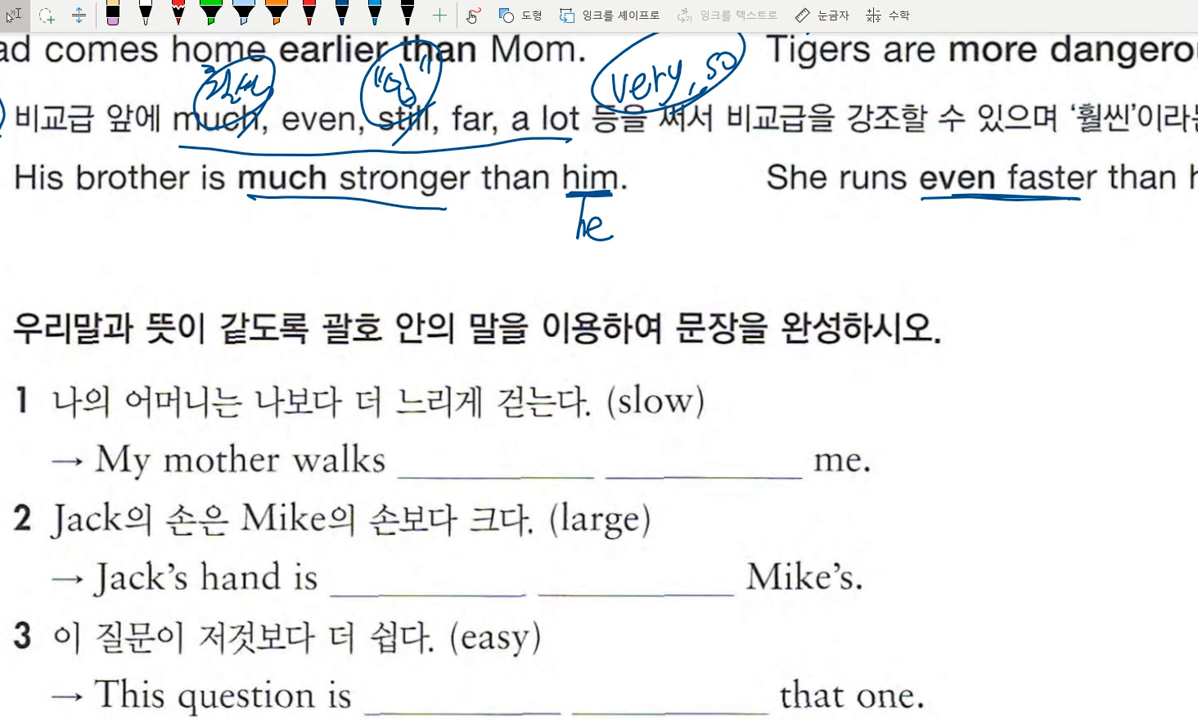 도형 잉크를 셰이프로 잉크를 텍스트로 눈금자 수학
comes home earlier than Mom. Tigers are more
훨씬 very, so
비교급 앞에 much, even, still, far, a lot 등을 써서 비교급을 강조할 수 있으며 '훨씬'이라는
His brother is much stronger than him. She runs even faster than
he
우리말과 뜻이 같도록 괄호 안의 말을 이용하여 문장을 완성하시오.
1 나의 어머니는 나보다 더 느리게 걷는다. (slow)
→ My mother walks ____ ____ me.
2 Jack의 손은 Mike의 손보다 크다. (large)
→ Jack's hand is ____ ____ Mike's.
3 이 질문이 저것보다 더 쉽다. (easy)
→ This question is ____ ____ that one.